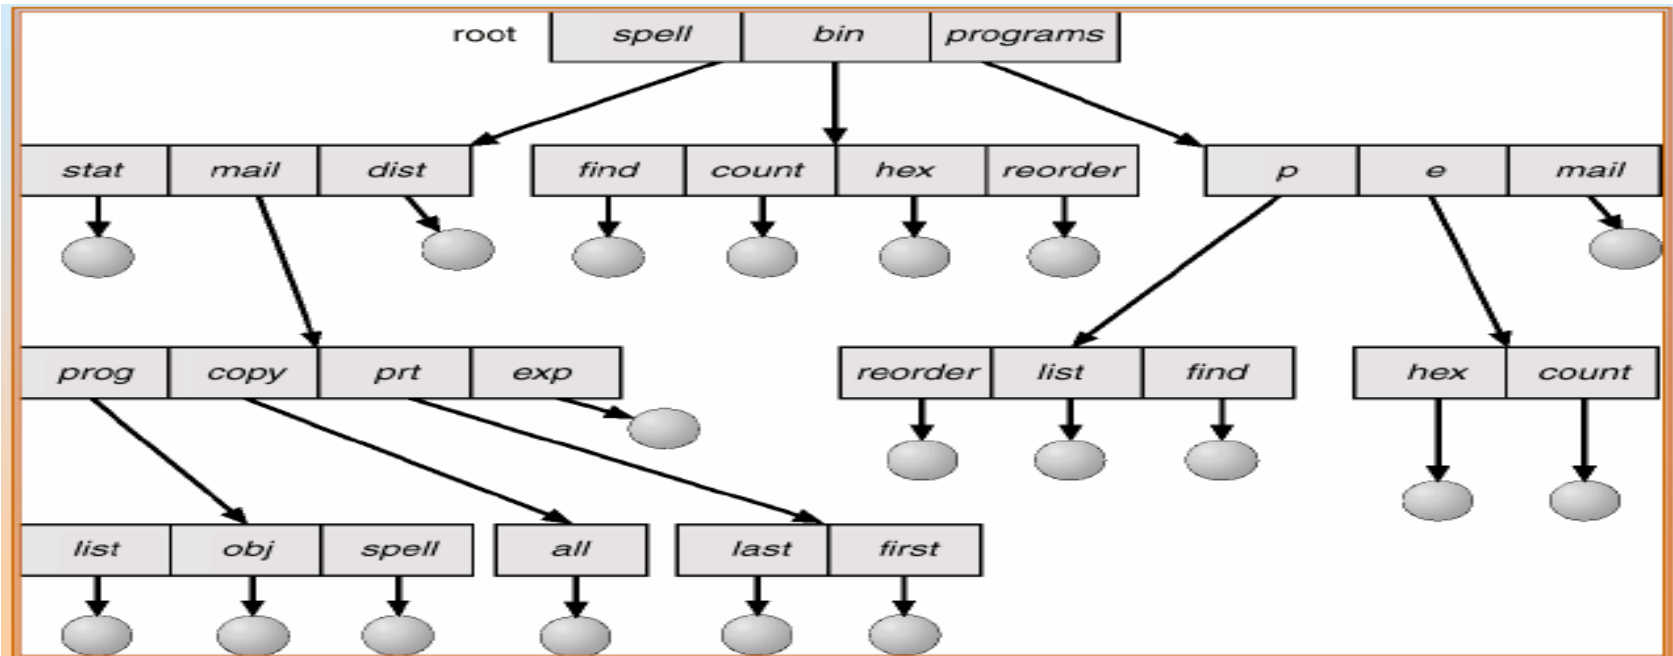 root spell bin programs
stat mail dist find count hex reorder p e mail
prog copy prt exp reorder list find hex count
list obj spell all last first